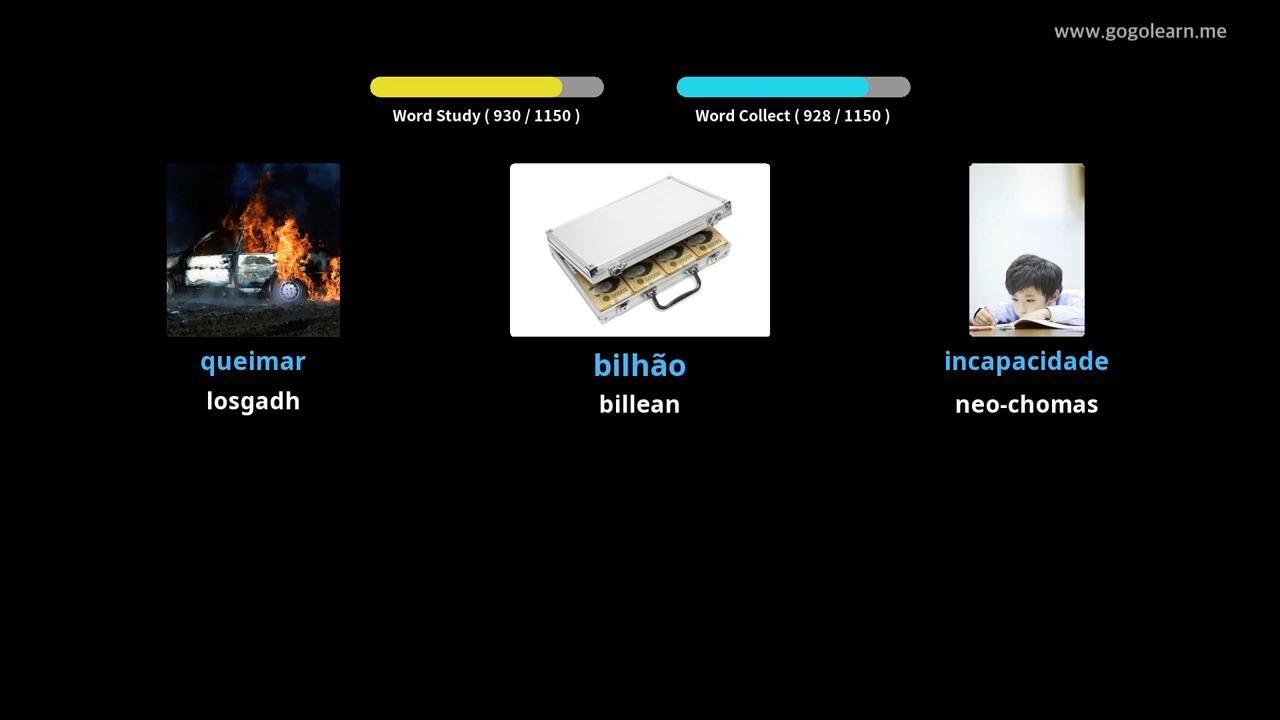 www.gogolearn.me
Word Study ( 930 / 1150 )
Word Collect ( 928 / 1150 )
queimar
bilhão
incapacidade
losgadh
billean
neo-chomas